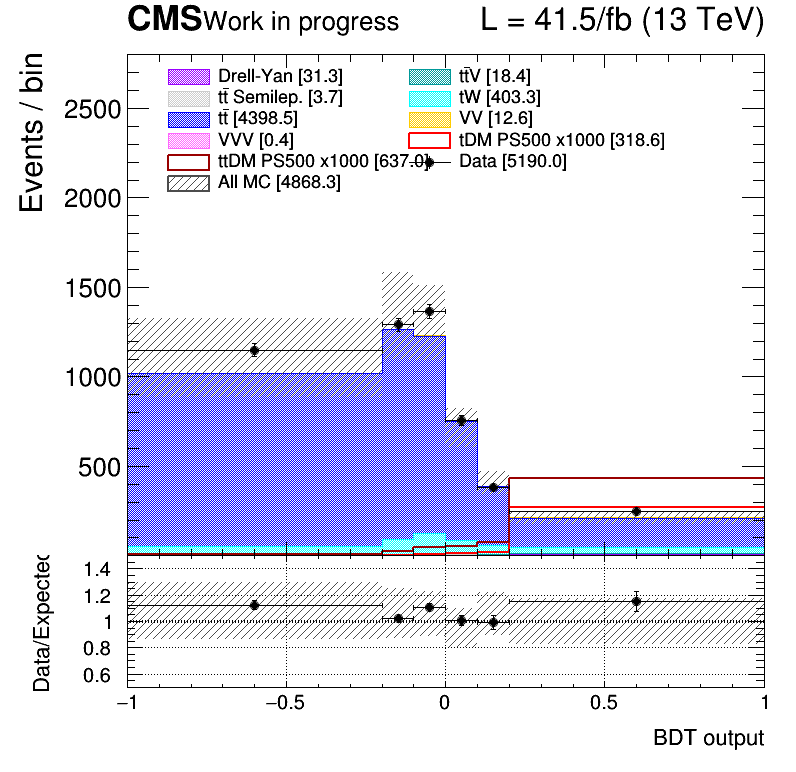 CMS Work in progress L = 41.5/fb (13 TeV)
Events / bin
2500
2000
1500
1000
500
Drell-Yan [31.3]
tt̄V [18.4]
tt̄ Semilep. [3.7]
tW [403.3]
tt̄ [4398.5]
VV [12.6]
VVV [0.4]
tDM PS500 x1000 [318.6]
ttDM PS500 x1000 [637.0]
Data [5190.0]
All MC [4868.3]
Data/Expected
1.4
1.2
1
0.8
0.6
−1 −0.5 0 0.5 1
BDT output